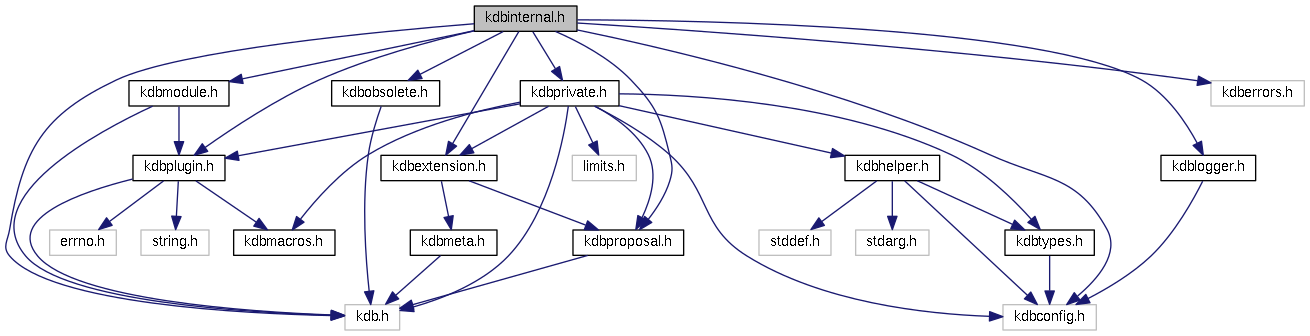 kdbinternal.h
kdbmodule.h
kdbobsolete.h
kdbprivate.h
kdberrors.h
kdbplugin.h
kdbextension.h
limits.h
kdbhelper.h
kdblogger.h
errno.h
string.h
kdbmacros.h
kdbmeta.h
kdbproposal.h
stddef.h
stdarg.h
kdbtypes.h
kdb.h
kdbconfig.h